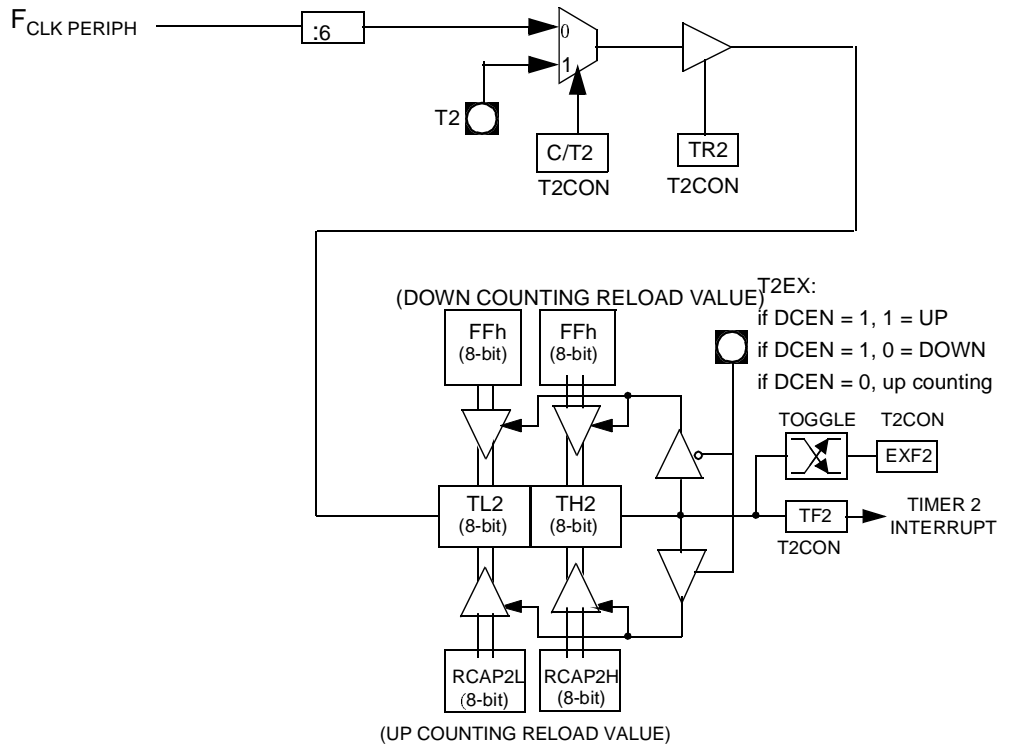 FCLK PERIPH
:6
0
1
T2
C/T2
TR2
T2CON
T2CON
T2EX:
(DOWN COUNTING RELOAD VALUE)
if DCEN = 1, 1 = UP
FFh
(8-bit)
FFh
(8-bit)
if DCEN = 1, 0 = DOWN
if DCEN = 0, up counting
TOGGLE
T2CON
EXF2
TL2
(8-bit)
TH2
(8-bit)
TF2
TIMER 2
INTERRUPT
T2CON
RCAP2L
(8-bit)
RCAP2H
(8-bit)
(UP COUNTING RELOAD VALUE)